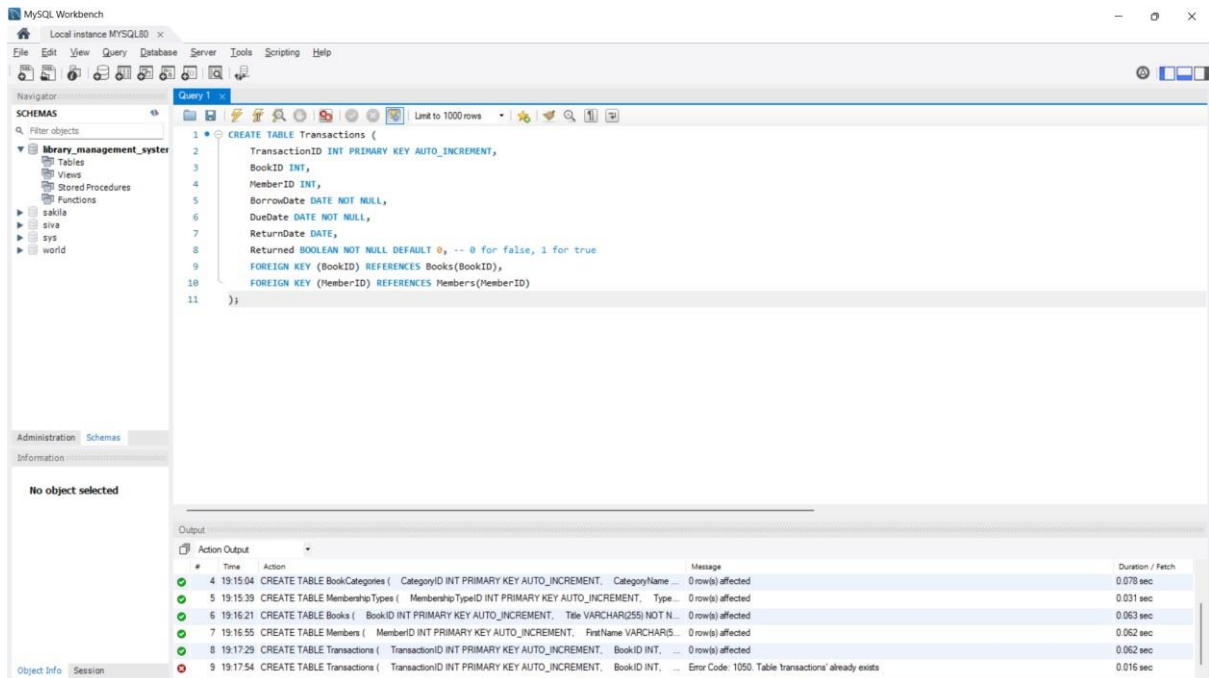 MySQL Workbench
Local instance MYSQL80 ×
File Edit View Query Database Server Tools Scripting Help
Navigator
SCHEMAS
Filter objects
library_management_syster
Tables
Views
Stored Procedures
Functions
sakila
siva
sys
world
Administration Schemas
Information
No object selected
Object Info Session
Query 1 ×
Limit to 1000 rows
1 CREATE TABLE Transactions (
2 TransactionID INT PRIMARY KEY AUTO_INCREMENT,
3 BookID INT,
4 MemberID INT,
5 BorrowDate DATE NOT NULL,
6 DueDate DATE NOT NULL,
7 ReturnDate DATE,
8 Returned BOOLEAN NOT NULL DEFAULT 0, -- 0 for false, 1 for true
9 FOREIGN KEY (BookID) REFERENCES Books(BookID),
10 FOREIGN KEY (MemberID) REFERENCES Members(MemberID)
11 );
Output
Action Output
# Time Action Message Duration / Fetch
4 19:15:04 CREATE TABLE BookCategories ( CategoryID INT PRIMARY KEY AUTO_INCREMENT, CategoryName ... 0 row(s) affected 0.078 sec
5 19:15:39 CREATE TABLE MembershipTypes ( MembershipTypeID INT PRIMARY KEY AUTO_INCREMENT, Type... 0 row(s) affected 0.031 sec
6 19:16:21 CREATE TABLE Books ( BookID INT PRIMARY KEY AUTO_INCREMENT, Title VARCHAR(255) NOT N... 0 row(s) affected 0.063 sec
7 19:16:55 CREATE TABLE Members ( MemberID INT PRIMARY KEY AUTO_INCREMENT, FirstName VARCHAR(5... 0 row(s) affected 0.062 sec
8 19:17:29 CREATE TABLE Transactions ( TransactionID INT PRIMARY KEY AUTO_INCREMENT, BookID INT, ... 0 row(s) affected 0.062 sec
9 19:17:54 CREATE TABLE Transactions ( TransactionID INT PRIMARY KEY AUTO_INCREMENT, BookID INT, ... Error Code: 1050. Table 'transactions' already exists 0.016 sec